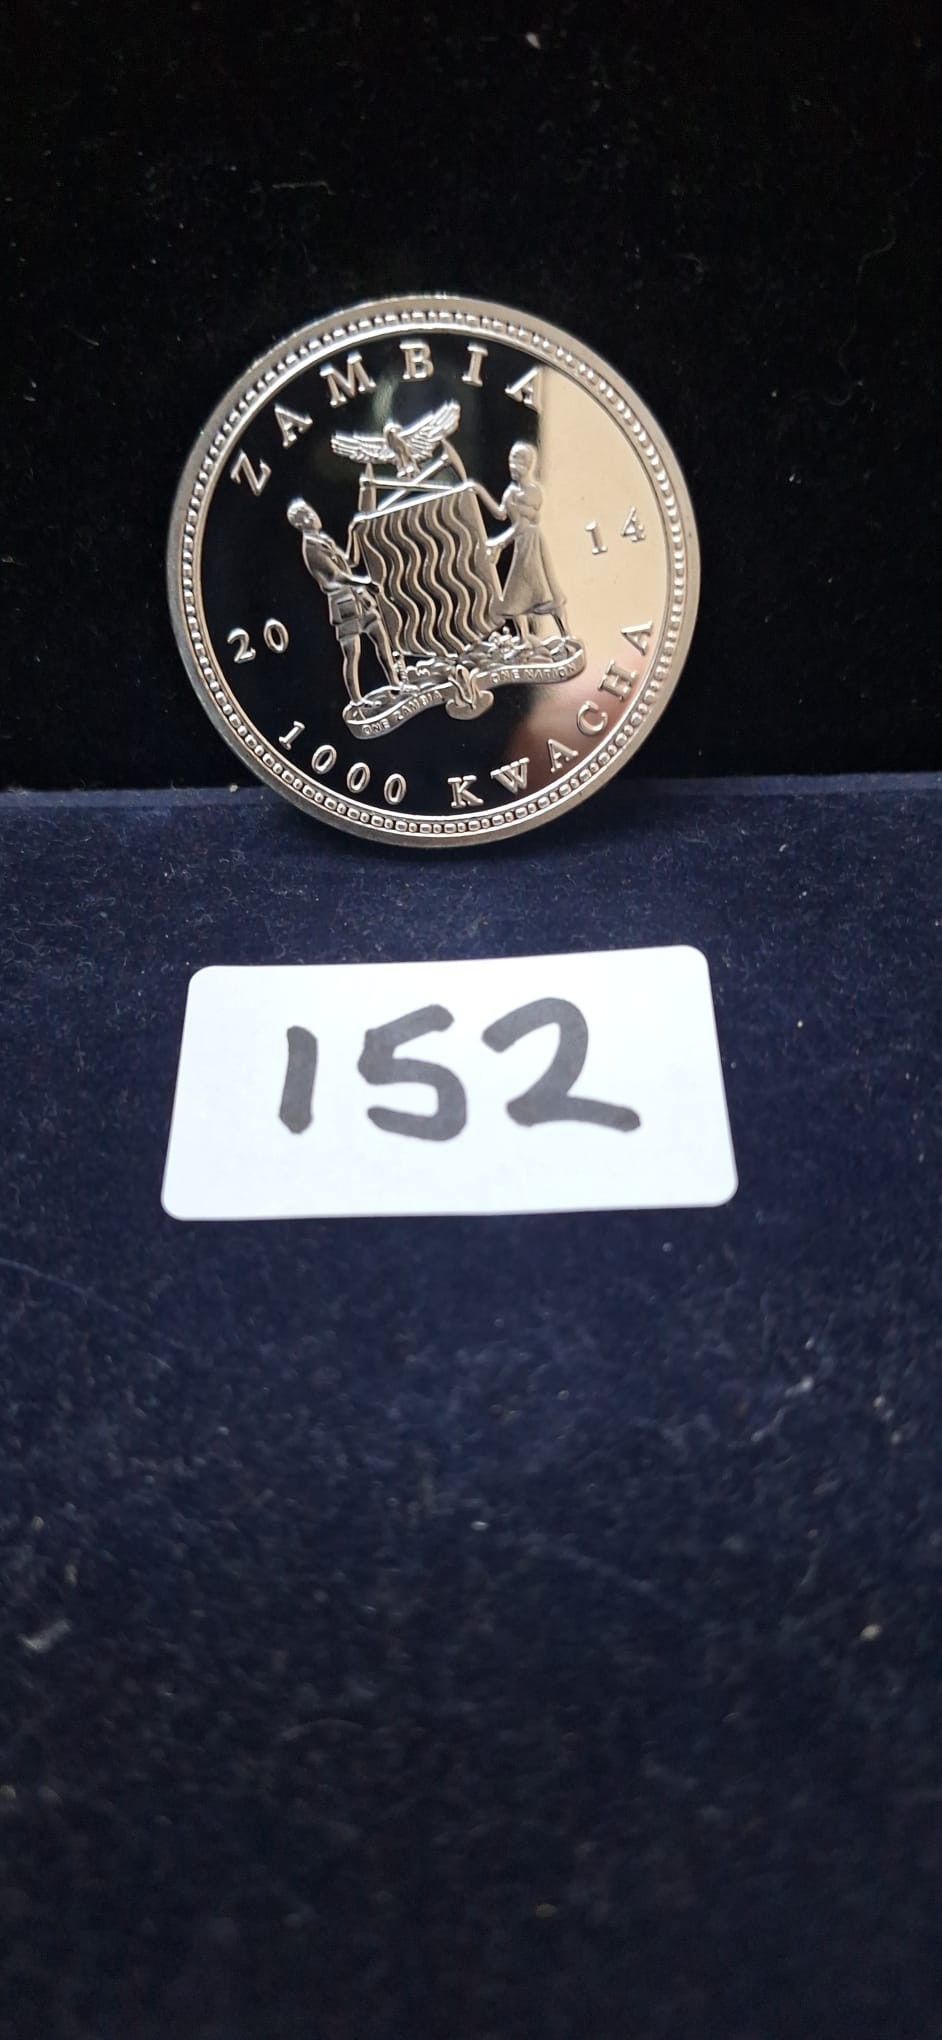 ZAMBIA
20 14
ONE ZAMBIA ONE NATION
1000 KWACHA
152